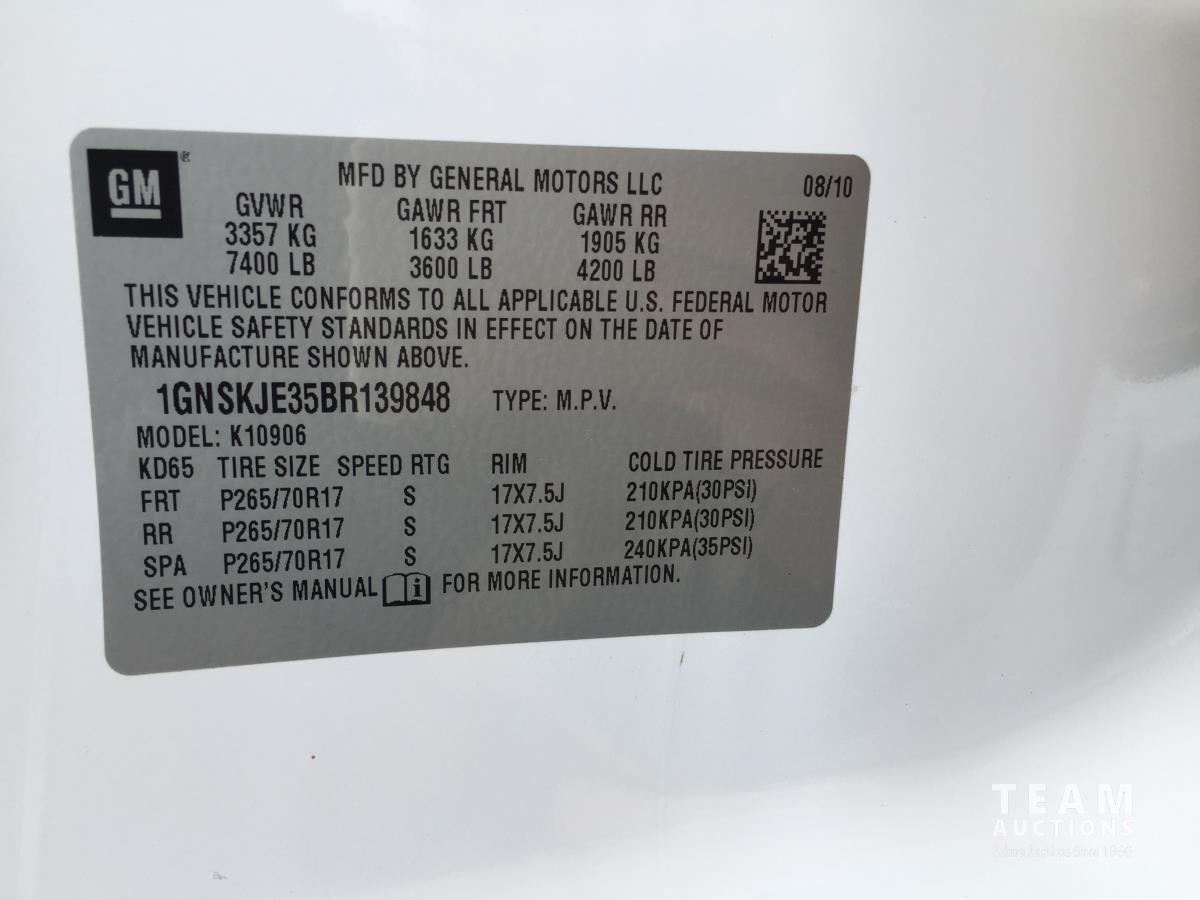 GM ®
MFD BY GENERAL MOTORS LLC 08/10
GVWR GAWR FRT GAWR RR
3357 KG 1633 KG 1905 KG
7400 LB 3600 LB 4200 LB
THIS VEHICLE CONFORMS TO ALL APPLICABLE U.S. FEDERAL MOTOR
VEHICLE SAFETY STANDARDS IN EFFECT ON THE DATE OF
MANUFACTURE SHOWN ABOVE.
1GNSKJE35BR139848 TYPE: M.P.V.
MODEL: K10906
KD65 TIRE SIZE SPEED RTG RIM COLD TIRE PRESSURE
FRT P265/70R17 S 17X7.5J 210KPA(30PSI)
RR P265/70R17 S 17X7.5J 210KPA(30PSI)
SPA P265/70R17 S 17X7.5J 240KPA(35PSI)
SEE OWNER'S MANUAL i FOR MORE INFORMATION.
TEAM
AUCTIONS
Auctions Since 1966